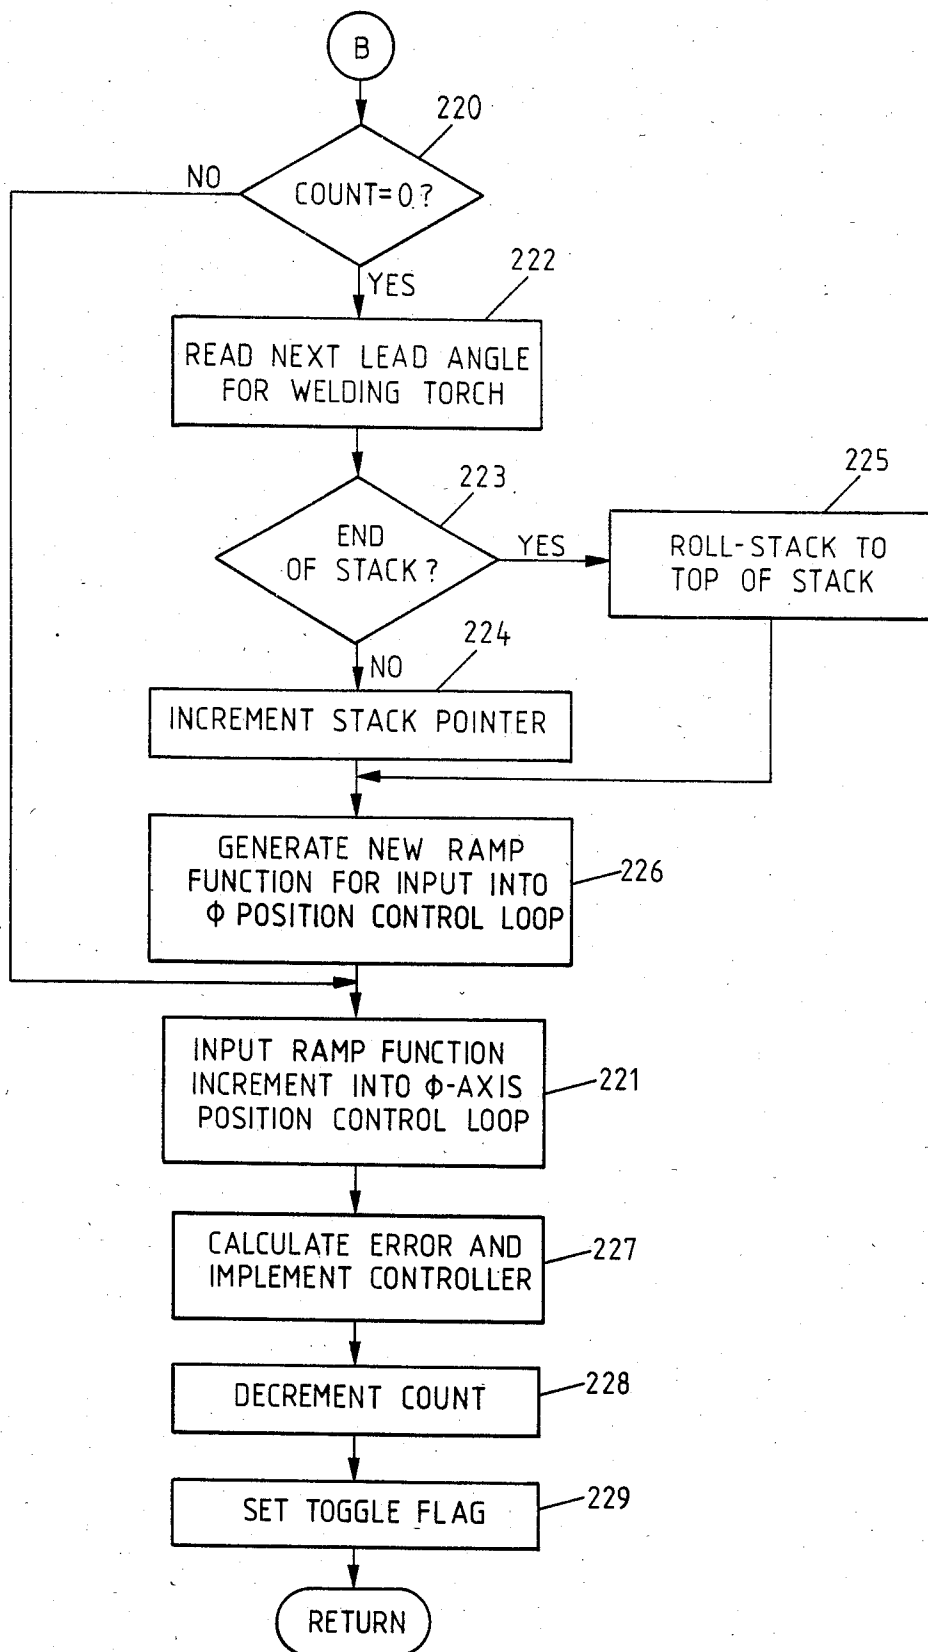 B
220
COUNT=0?
NO
YES
222
READ NEXT LEAD ANGLE
FOR WELDING TORCH
223
END
OF STACK?
YES
225
ROLL-STACK TO
TOP OF STACK
NO
224
INCREMENT STACK POINTER
GENERATE NEW RAMP
FUNCTION FOR INPUT INTO
Φ POSITION CONTROL LOOP
226
INPUT RAMP FUNCTION
INCREMENT INTO Φ-AXIS
POSITION CONTROL LOOP
221
CALCULATE ERROR AND
IMPLEMENT CONTROLLER
227
DECREMENT COUNT
228
SET TOGGLE FLAG
229
RETURN